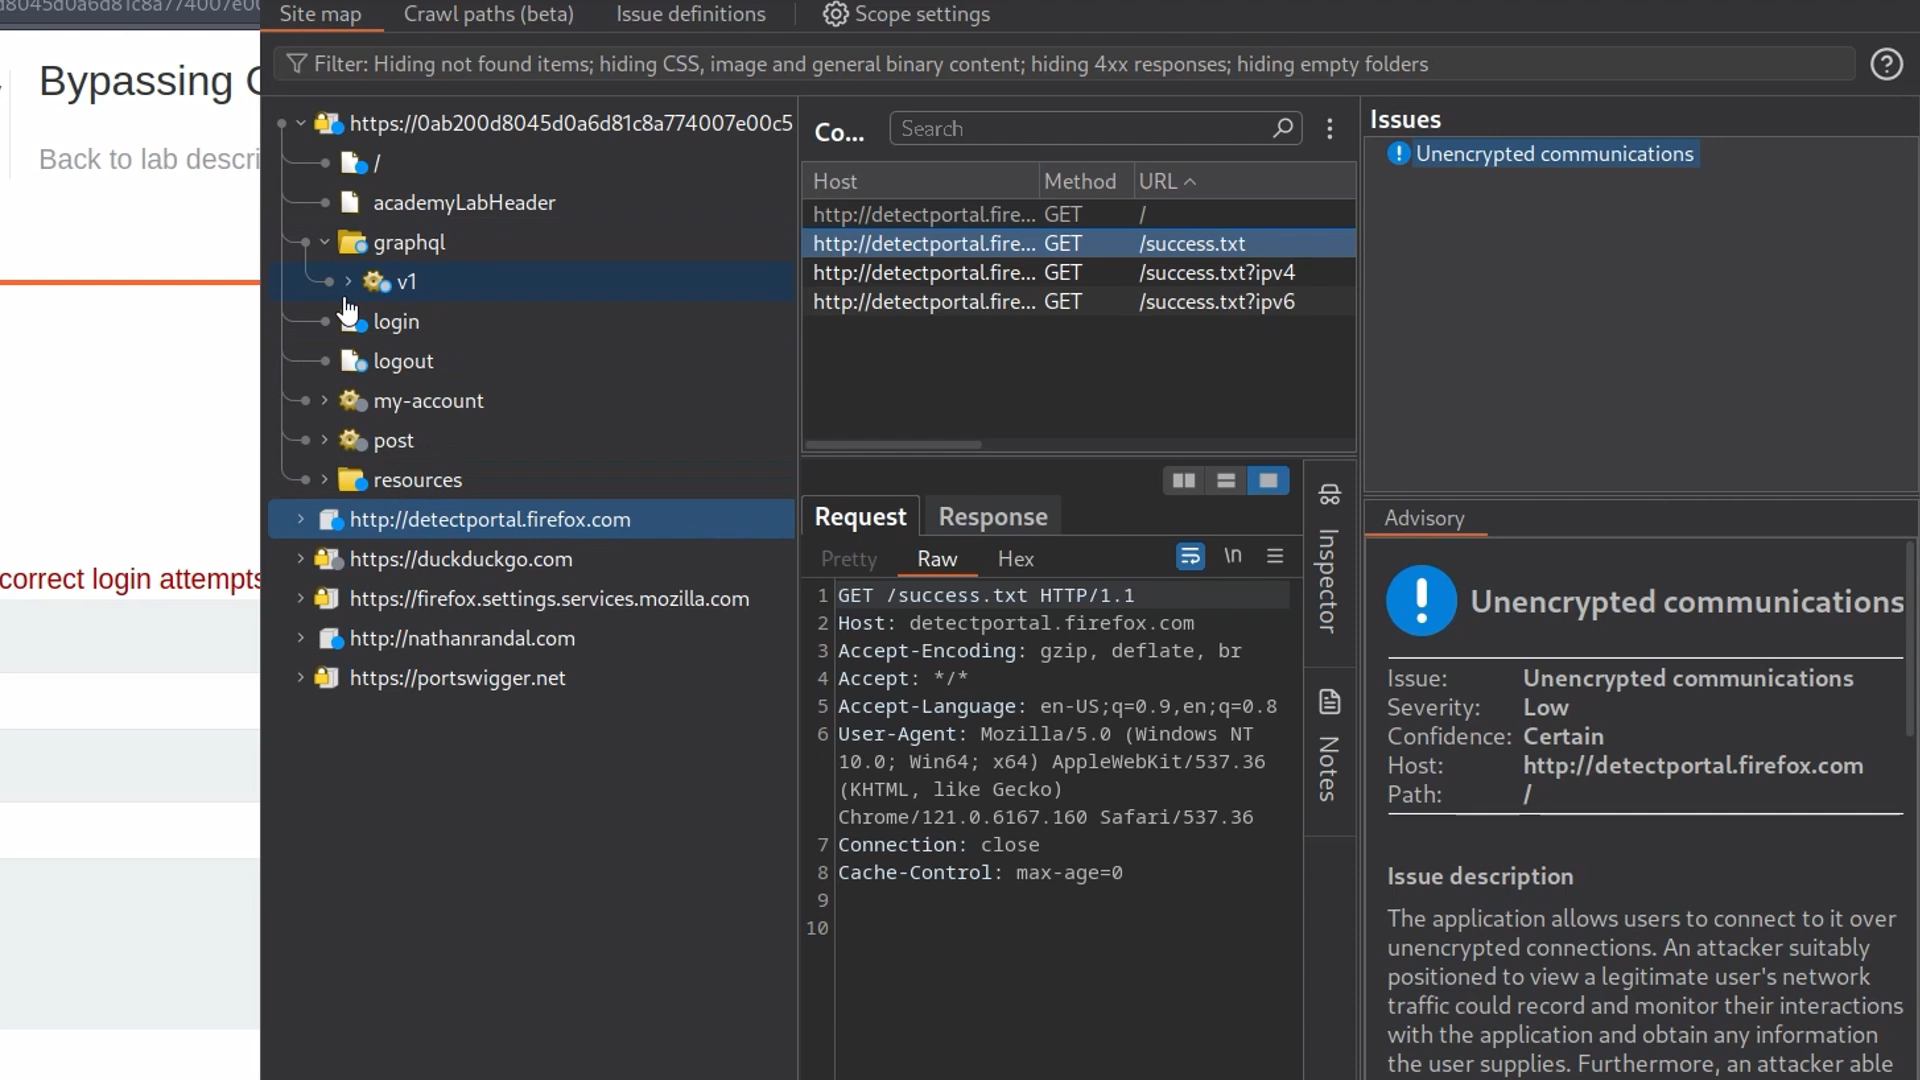 Site map
Crawl paths (beta)
Issue definitions
Scope settings
Bypassing
Back to lab descri
correct login attempts
Filter: Hiding not found items; hiding CSS, image and general binary content; hiding 4xx responses; hiding empty folders
https://0ab200d8045d0a6d81c8a774007e00c5
/
academyLabHeader
graphql
v1
login
logout
my-account
post
resources
http://detectportal.firefox.com
https://duckduckgo.com
https://firefox.settings.services.mozilla.com
http://nathanrandal.com
https://portswigger.net
Co...
Search
Host Method URL
http://detectportal.fire... GET /
http://detectportal.fire... GET /success.txt
http://detectportal.fire... GET /success.txt?ipv4
http://detectportal.fire... GET /success.txt?ipv6
Request
Response
Pretty
Raw
Hex
\n
1 GET /success.txt HTTP/1.1
2 Host: detectportal.firefox.com
3 Accept-Encoding: gzip, deflate, br
4 Accept: */*
5 Accept-Language: en-US;q=0.9,en;q=0.8
6 User-Agent: Mozilla/5.0 (Windows NT
10.0; Win64; x64) AppleWebKit/537.36
(KHTML, like Gecko)
Chrome/121.0.6167.160 Safari/537.36
7 Connection: close
8 Cache-Control: max-age=0
9
10
Inspector
Notes
Issues
Unencrypted communications
Advisory
Unencrypted communications
Issue: Unencrypted communications
Severity: Low
Confidence: Certain
Host: http://detectportal.firefox.com
Path: /
Issue description
The application allows users to connect to it over
unencrypted connections. An attacker suitably
positioned to view a legitimate user's network
traffic could record and monitor their interactions
with the application and obtain any information
the user supplies. Furthermore, an attacker able